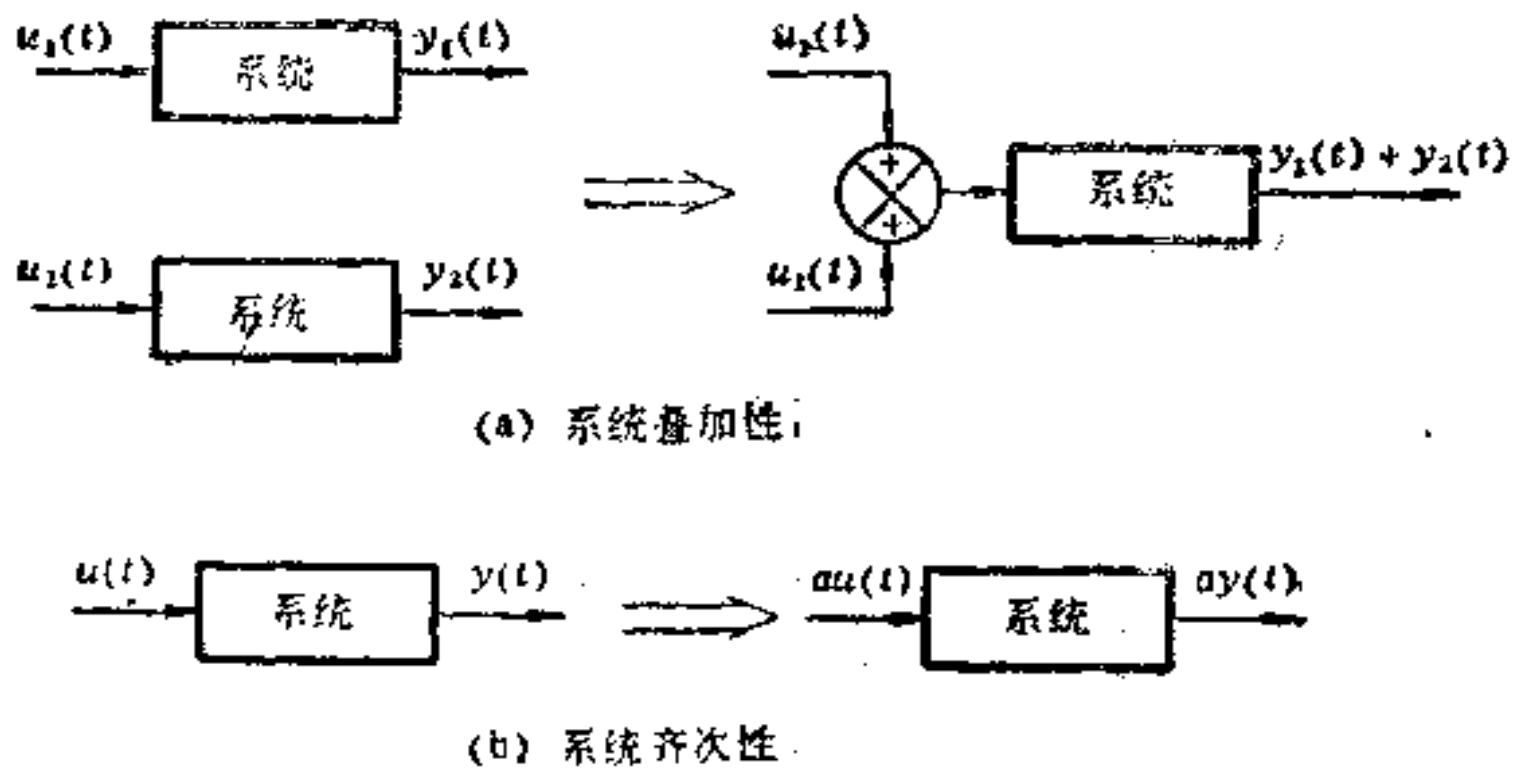 u₁(t)
系统
y₁(t)
u₂(t)
系统
y₂(t)
u₂(t)
+
+
u₁(t)
系统
y₁(t) + y₂(t)
(a) 系统叠加性
u(t)
系统
y(t)
au(t)
系统
ay(t)
(b) 系统齐次性